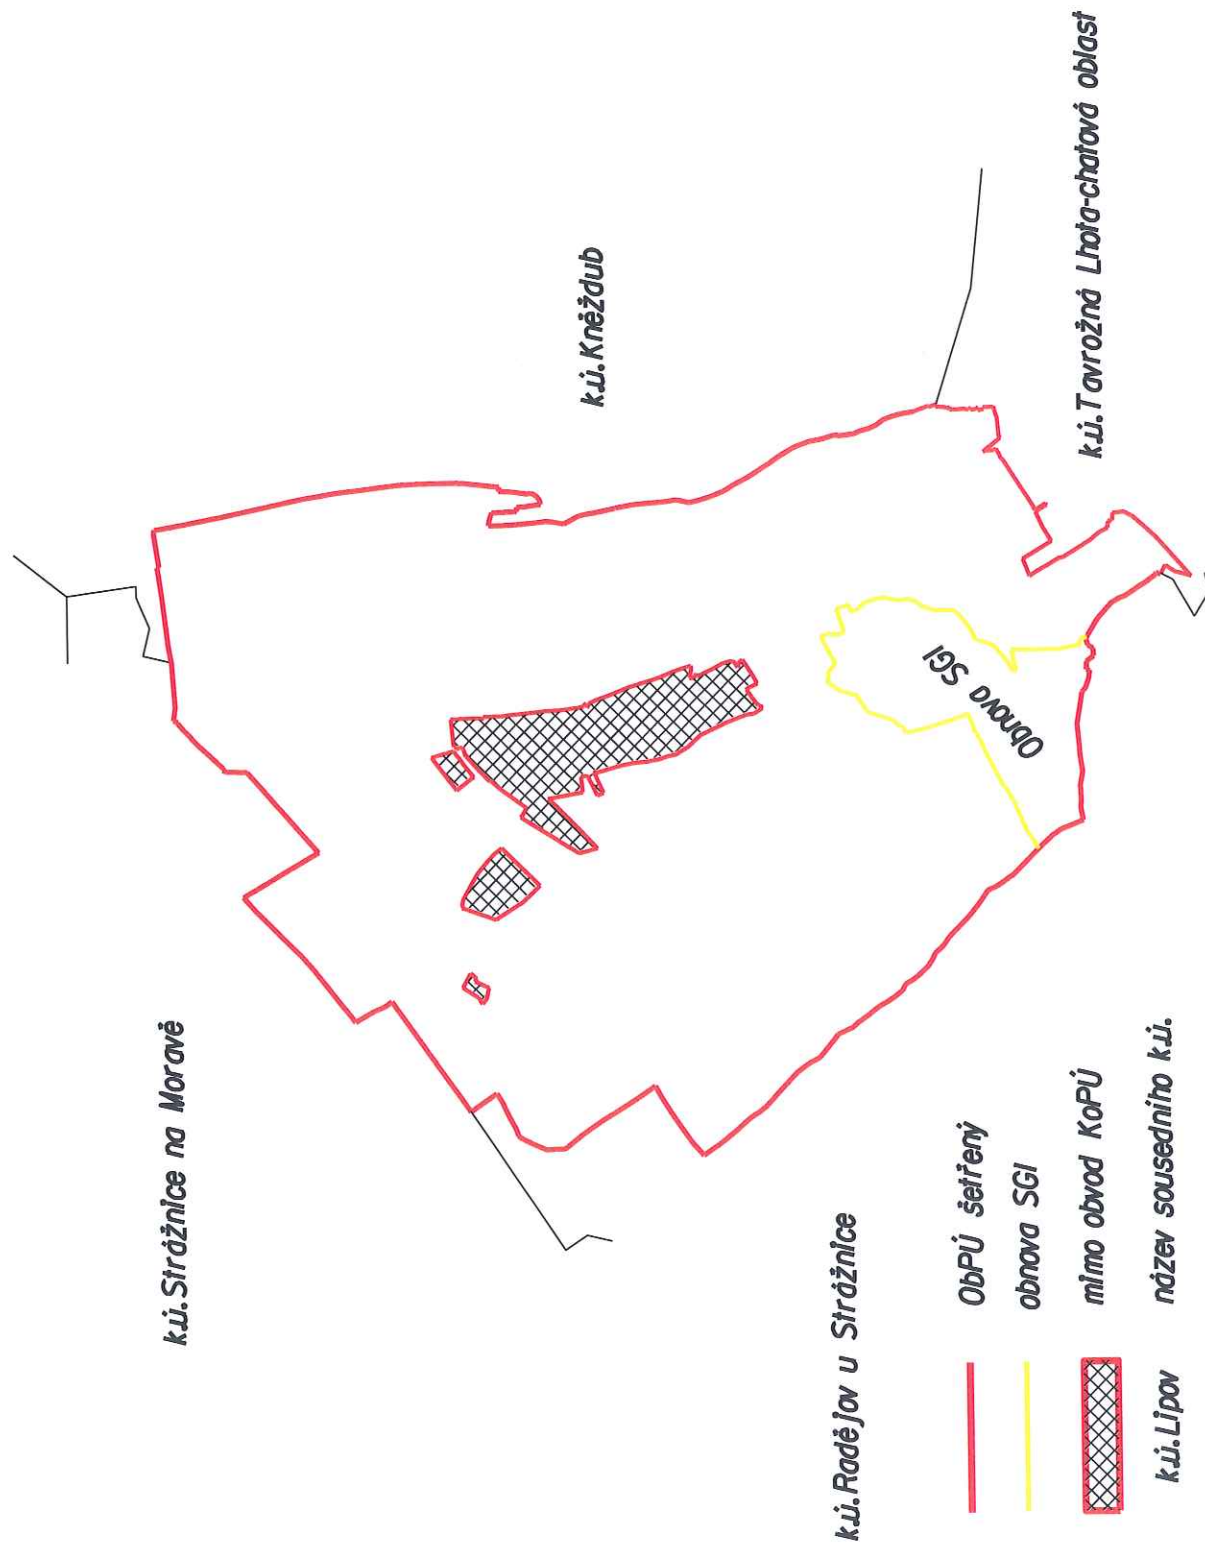 k.ú.Strážnice na Moravě
k.ú.Kněždub
k.ú.Tavrožná Lhota-chatová oblast
Obnova SGI
k.ú.Radějov u Strážnice
ObPÚ šetřený
obnova SGI
mimo obvod KoPÚ
k.ú.Lipov název sousedního k.ú.